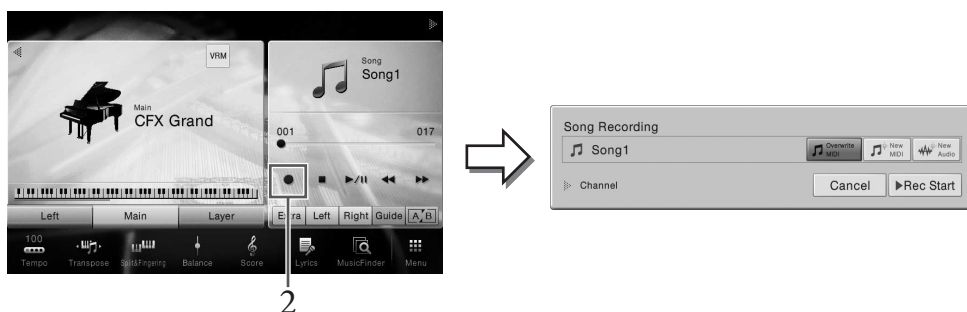 VRM
Main
CFX Grand
Song
Song1
001 017
Left Main Layer
Extra Left Right Guide A B
100
Tempo Transpose Split&Fingering Balance Score Lyrics MusicFinder Menu
2
Song Recording
Song1
Overwrite MIDI
New MIDI
New Audio
Channel
Cancel Rec Start